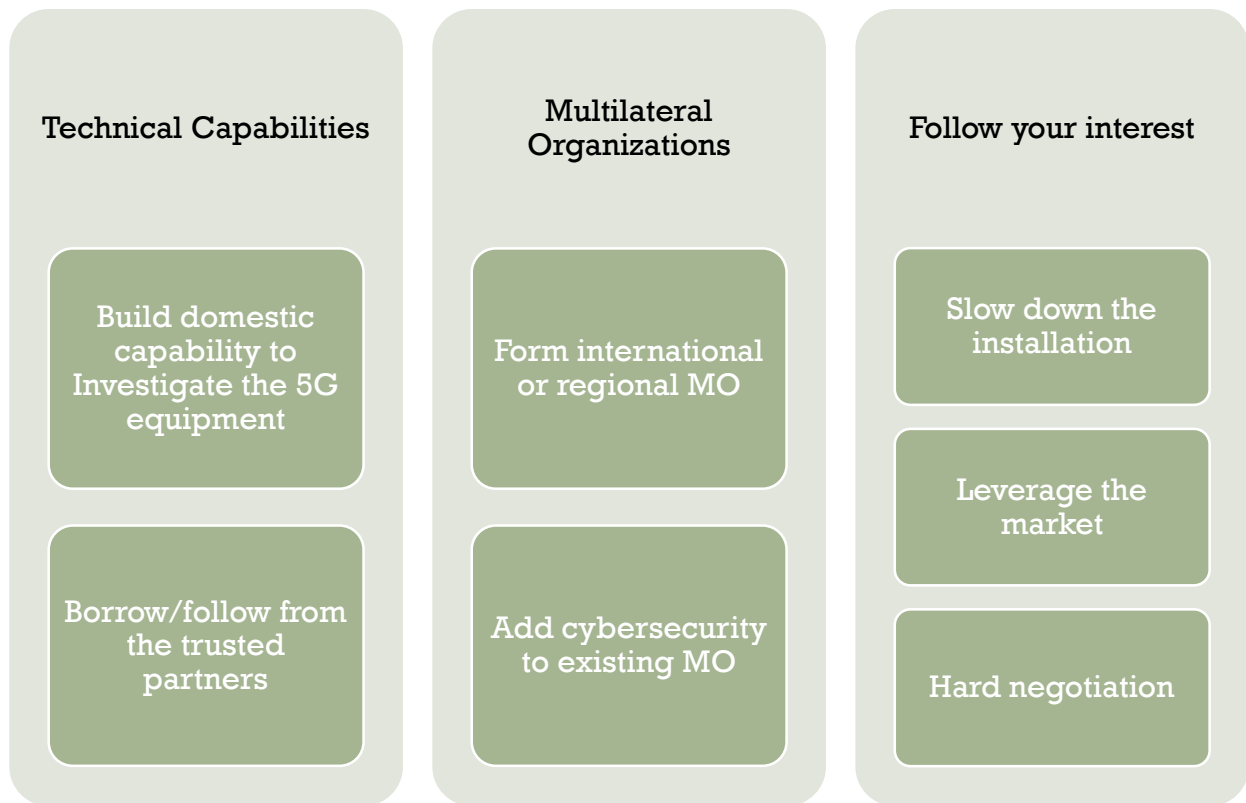 Technical Capabilities
Build domestic
capability to
Investigate the 5G
equipment
Borrow/follow from
the trusted
partners
Multilateral
Organizations
Form international
or regional MO
Add cybersecurity
to existing MO
Follow your interest
Slow down the
installation
Leverage the
market
Hard negotiation